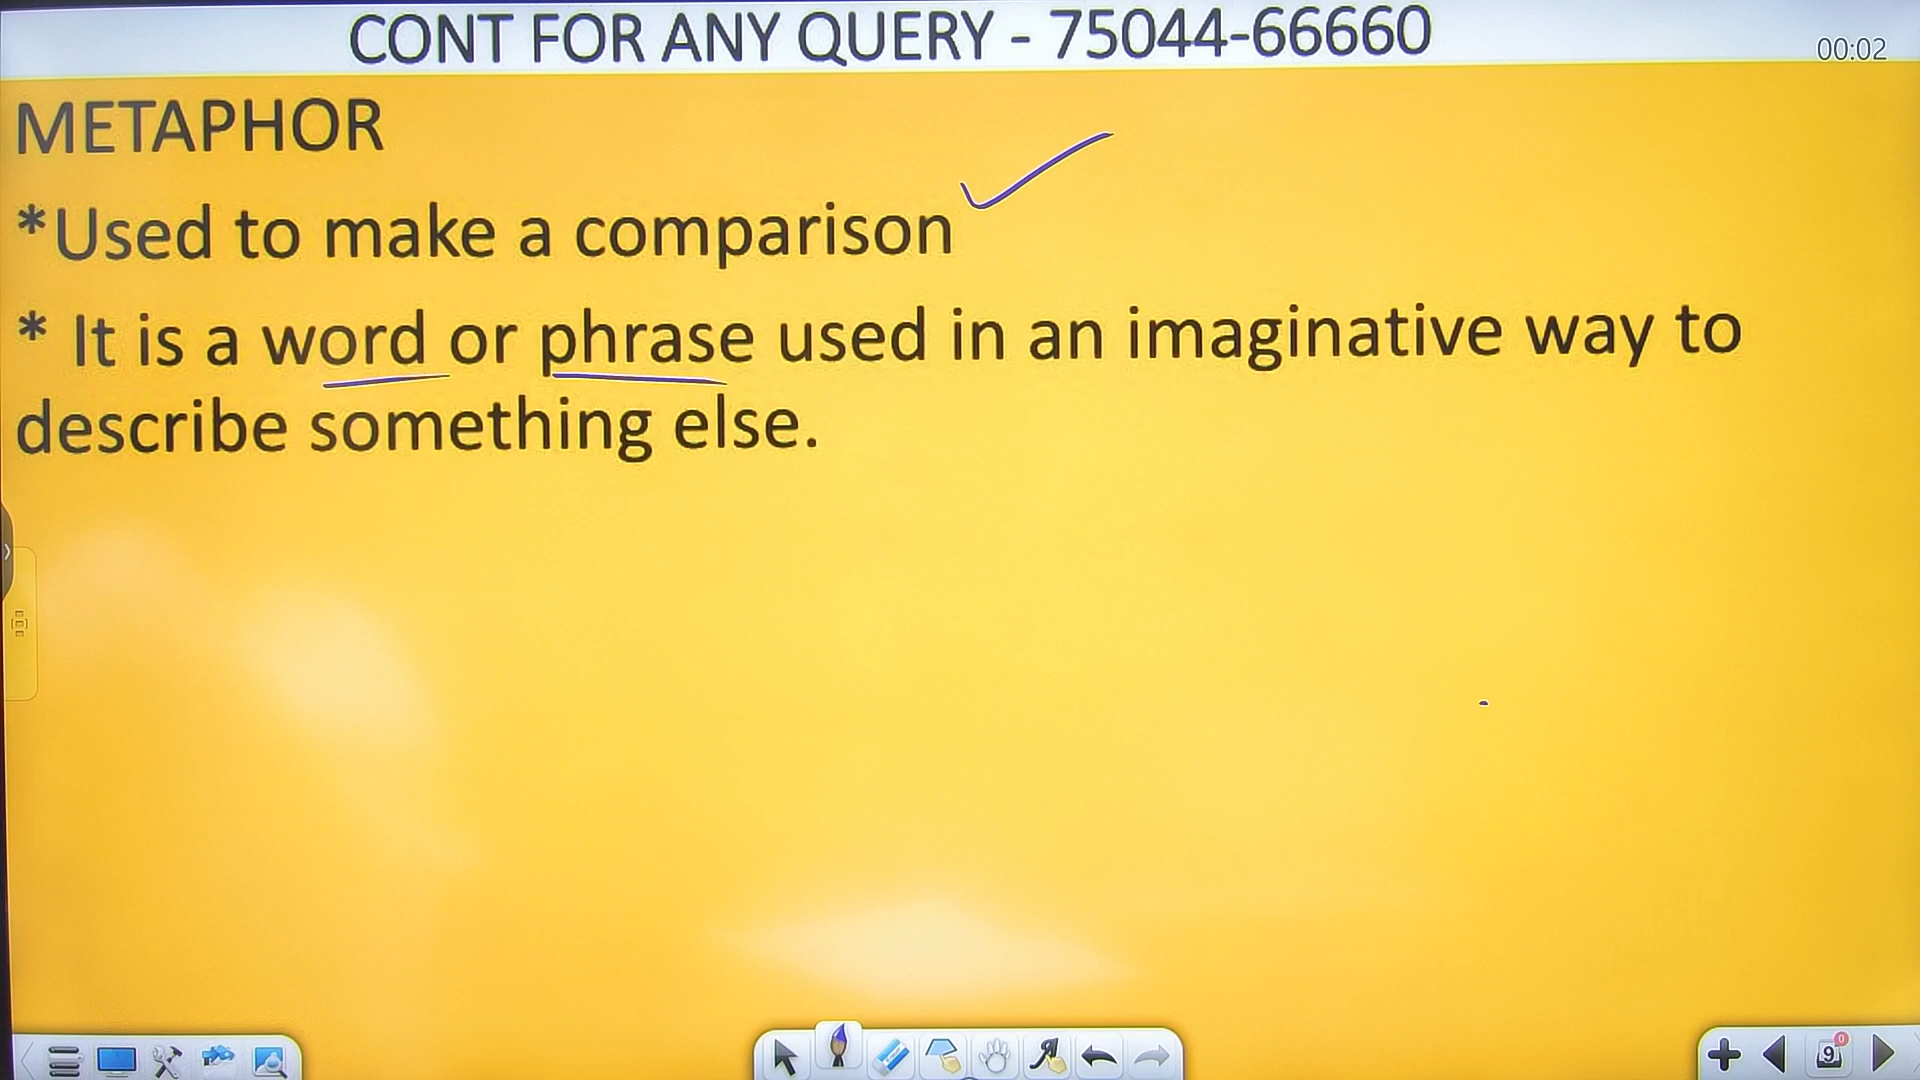 CONT FOR ANY QUERY - 75044-66660
00:02
METAPHOR
*Used to make a comparison
* It is a word or phrase used in an imaginative way to
describe something else.
9
0